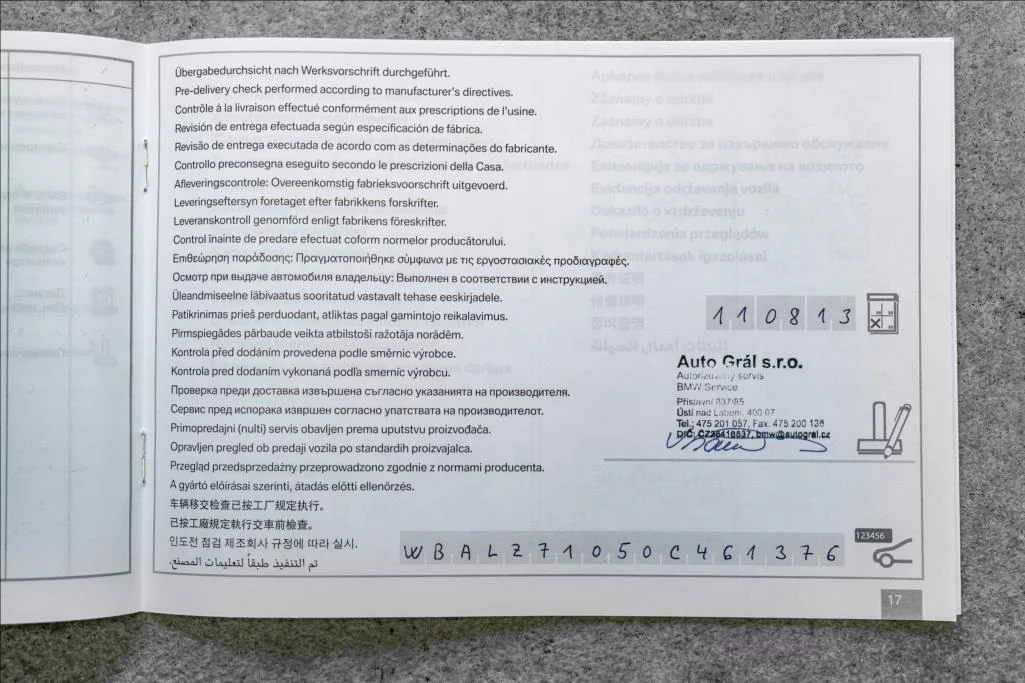 Übergabedurchsicht nach Werksvorschrift durchgeführt.
Pre-delivery check performed according to manufacturer's directives.
Contrôle à la livraison effectué conformément aux prescriptions de l'usine.
Revisión de entrega efectuada según especificación de fábrica.
Revisão de entrega executada de acordo com as determinações do fabricante.
Controllo preconsegna eseguito secondo le prescrizioni della Casa.
Afleveringscontrole: Overeenkomstig fabrieksvoorschrift uitgevoerd.
Leveringseftersyn foretaget efter fabrikkens forskrifter.
Leveranskontroll genomförd enligt fabrikens föreskrifter.
Control înainte de predare efectuat coform normelor producătorului.
Επιθεώρηση παράδοσης: Πραγματοποιήθηκε σύμφωνα με τις εργοστασιακές προδιαγραφές.
Осмотр при выдаче автомобиля владельцу: Выполнен в соответствии с инструкцией.
Üleandmiseelne läbivaatus sooritatud vastavalt tehase eeskirjadele.
Patikrinimas prieš perduodant, atliktas pagal gamintojo reikalavimus.
Pirmspiegādes pārbaude veikta atbilstoši ražotāja norādēm.
Kontrola před dodáním provedena podle směrnic výrobce.
Kontrola pred dodaním vykonaná podľa smerníc výrobcu.
Проверка преди доставка извършена съгласно указанията на производителя.
Сервис пред испорака извршен согласно упатствата на производителот.
Primopredajni (nulti) servis obavljen prema uputstvu proizvođača.
Opravljen pregled ob predaji vozila po standardih proizvajalca.
Przegląd przedsprzedażny przeprowadzono zgodnie z normami producenta.
A gyártó előírásai szerinti, átadás előtti ellenőrzés.
车辆移交检查已按工厂规定执行。
已按工廠規定執行交車前檢查。
인도전 점검 제조회사 규정에 따라 실시.
تم التنفيذ طبقاً لتعليمات المصنع.
110813
Auto Grál s.r.o.
Autorizovaný servis
BMW Service
Přístavní 837/85
Ústí nad Labem, 400 07
Tel.: 475 201 057, Fax: 475 200 138
DIČ: bmw@autogral.cz
WBALZ71050C461376
123456
17